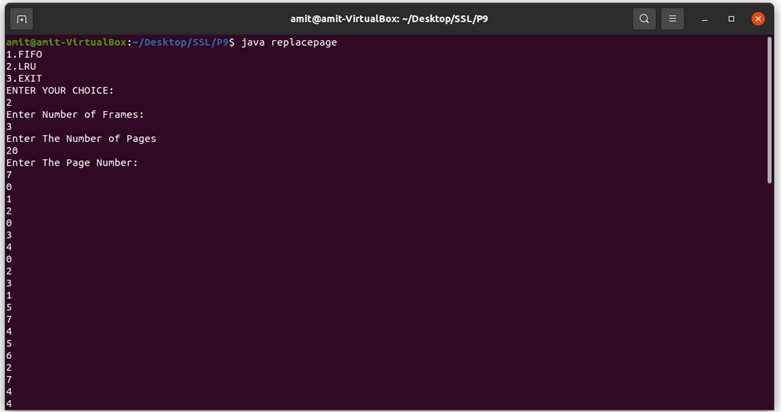 amit@amit-VirtualBox: ~/Desktop/SSL/P9
amit@amit-VirtualBox:~/Desktop/SSL/P9$ java replacepage
1.FIFO
2.LRU
3.EXIT
ENTER YOUR CHOICE:
2
Enter Number of Frames:
3
Enter The Number of Pages
20
Enter The Page Number:
7
0
1
2
0
3
4
0
2
3
1
5
7
4
5
6
2
7
4
4